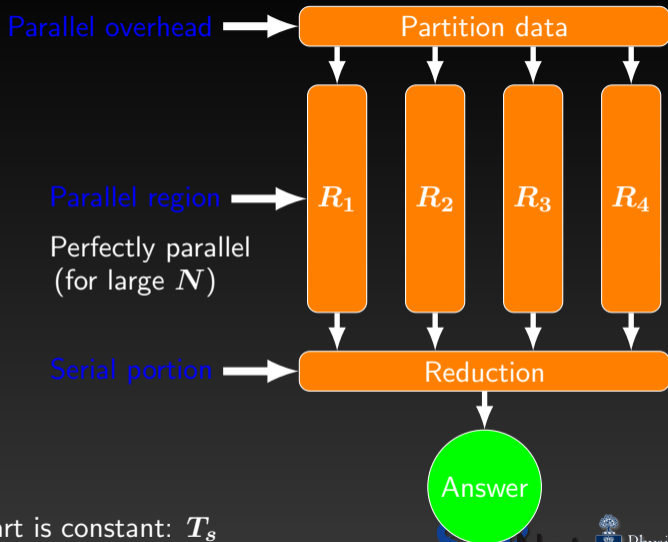 Parallel overhead
Partition data
Parallel region
R₁ R₂ R₃ R₄
Perfectly parallel
(for large N)
Serial portion
Reduction
Answer
art is constant: Tₛ